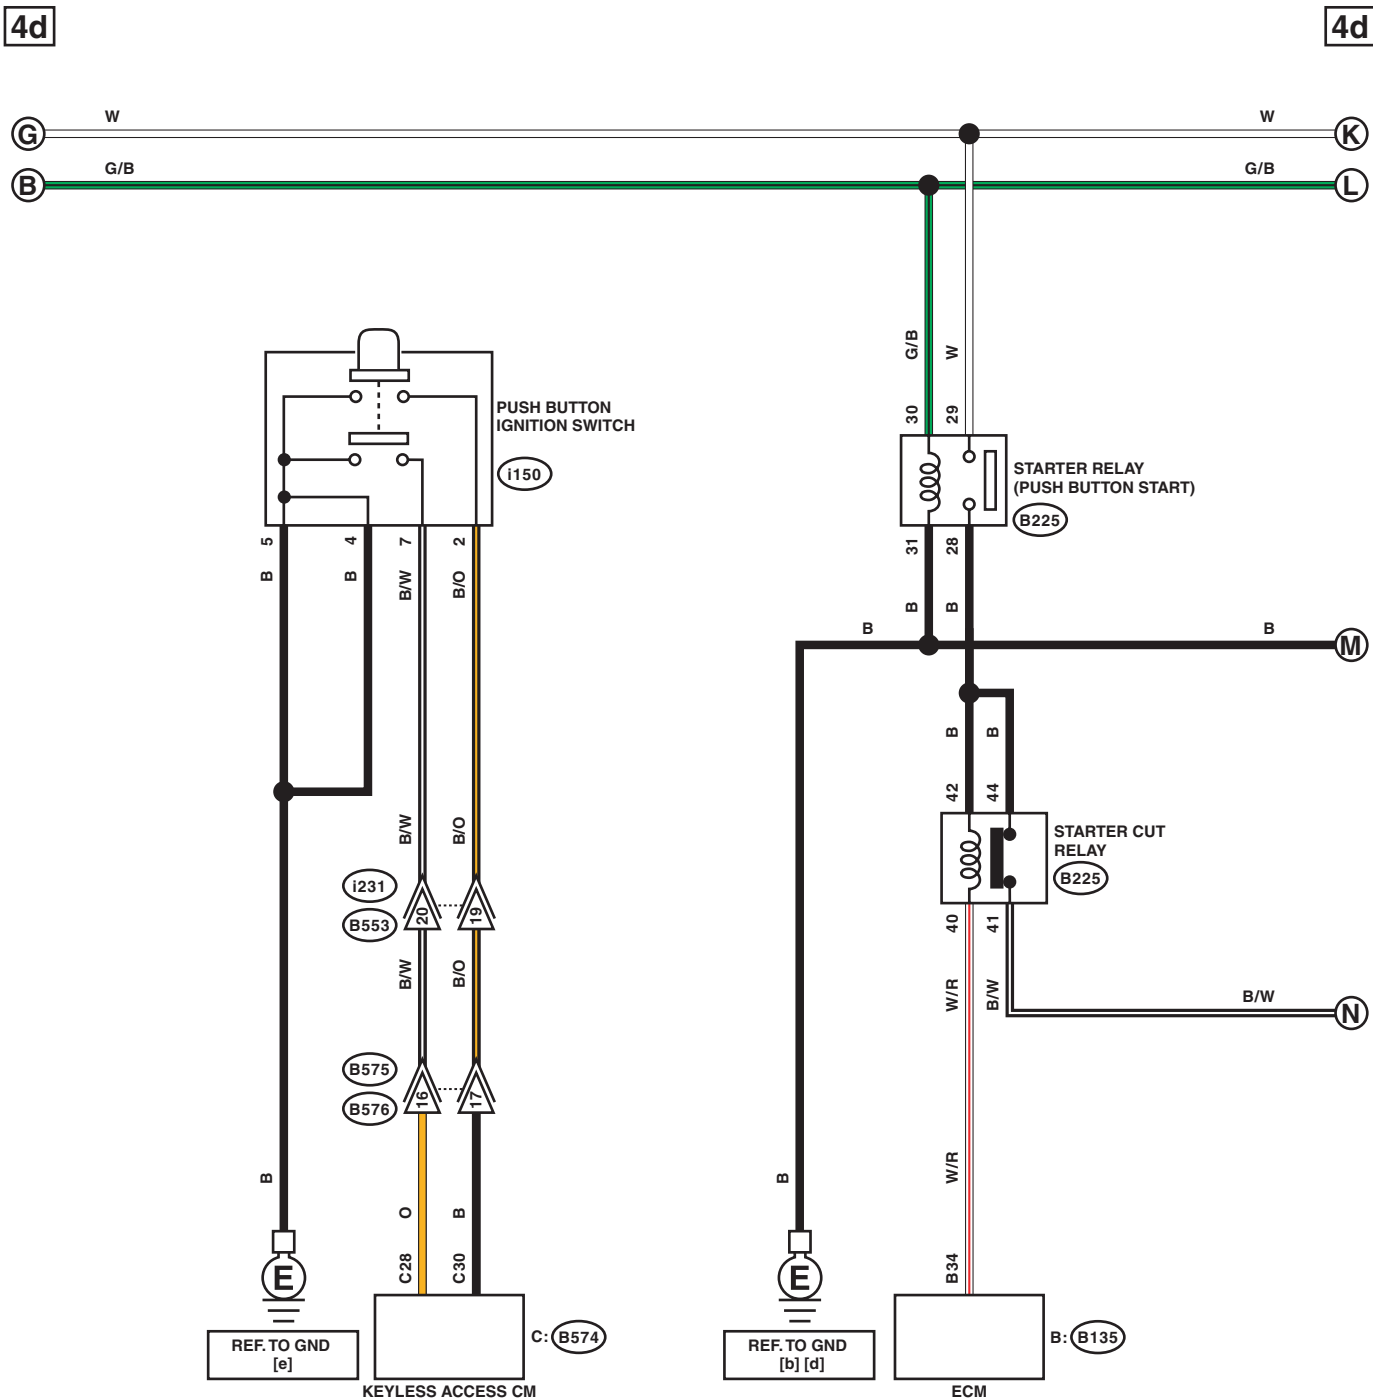 4d
4d
W
W
G
K
G/B
G/B
B
L
G/B
W
30
29
PUSH BUTTON
IGNITION SWITCH
i150
STARTER RELAY
(PUSH BUTTON START)
B225
5
4
7
2
31
28
B
B
B/W
B/O
B
B
B
B
M
B
B
42
44
B/W
B/O
STARTER CUT
RELAY
B225
i231
B553
20
19
40
41
B/W
B/O
W/R
B/W
B/W
N
B575
B576
16
17
W/R
B
B
O
B
C28
C30
B34
E
E
REF. TO GND
[e]
C: B574
KEYLESS ACCESS CM
REF. TO GND
[b] [d]
B: B135
ECM